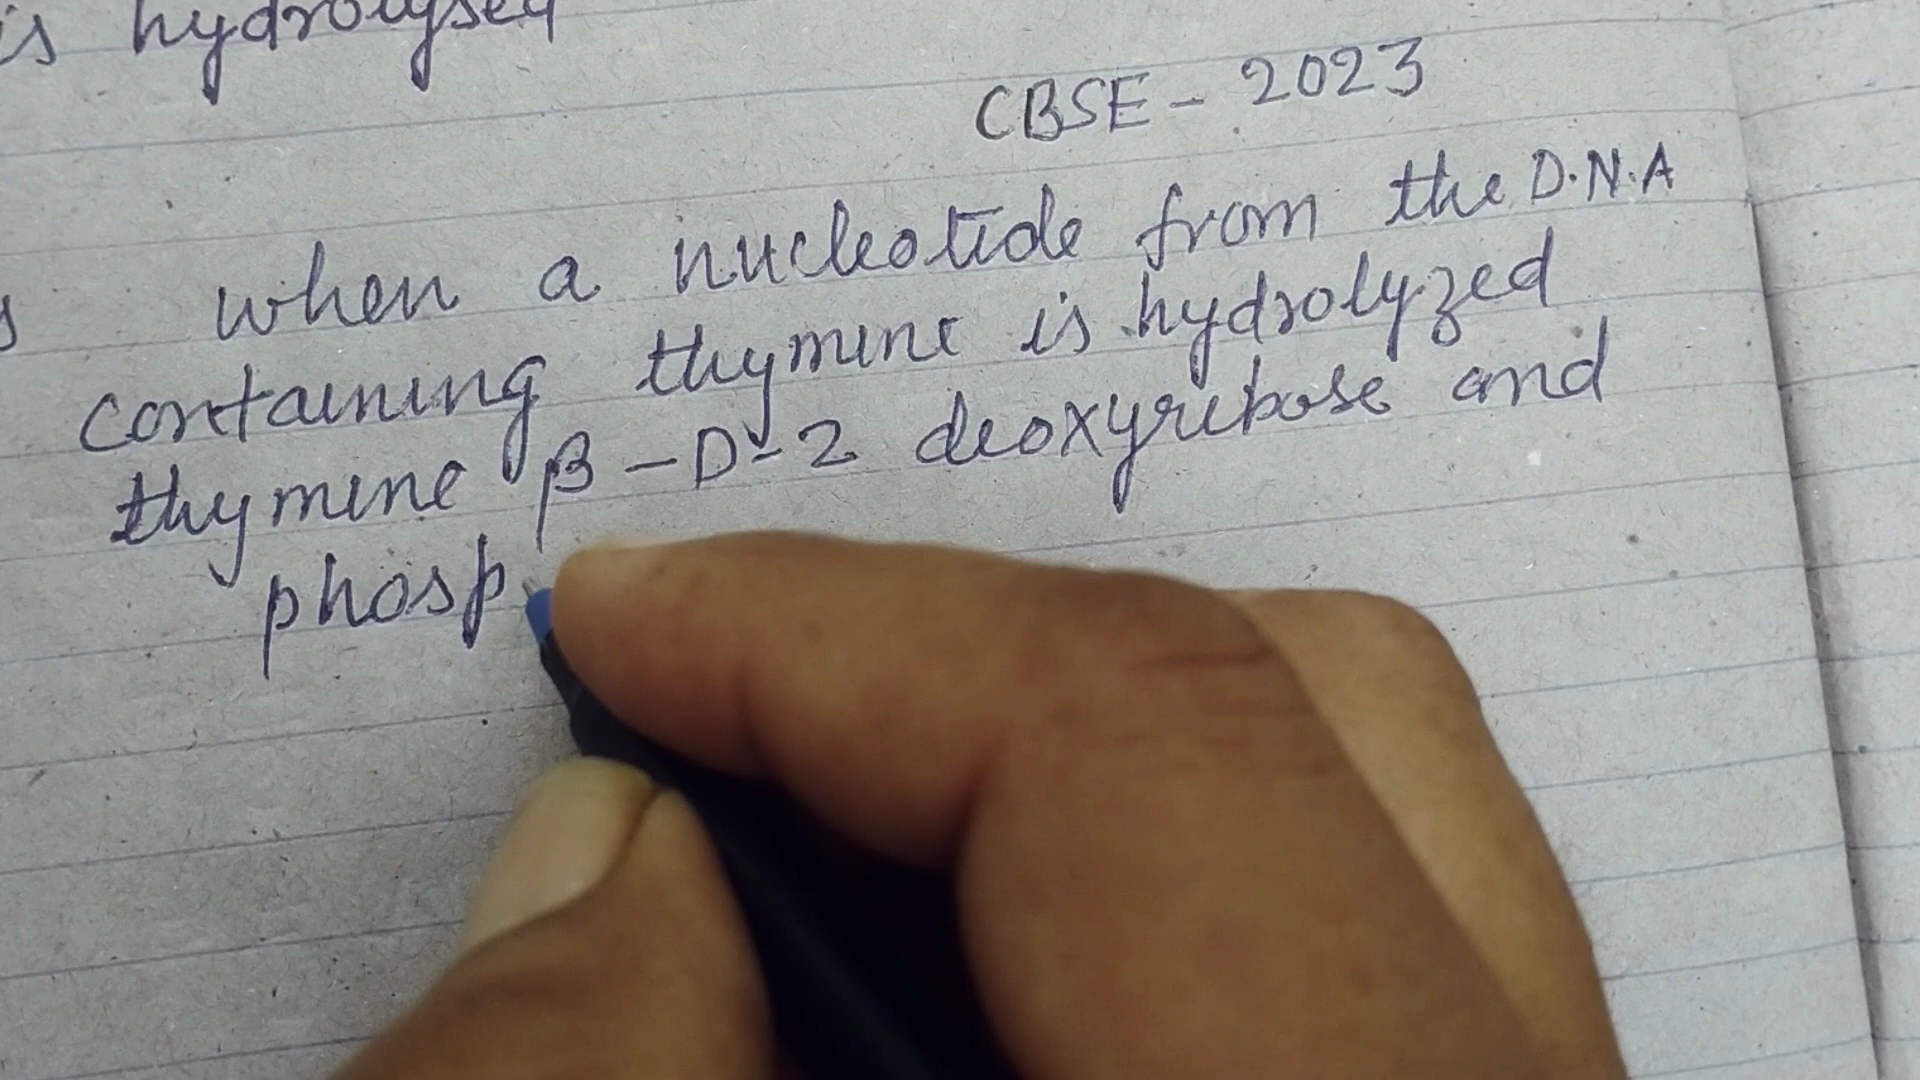 is hydrolysed
CBSE - 2023
when a nucleotide from the D.N.A
containing thymine is hydrolyzed
thymine β-D-2 deoxyribose and
phosp